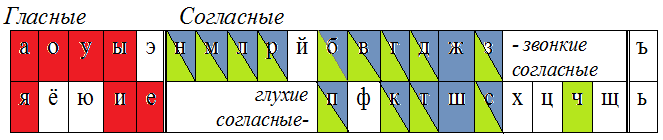 Гласные Согласные
а о у ы э н м л р й б в г д ж з - звонкие согласные ъ
я ё ю и е глухие согласные- п ф к т ш с х ц ч щ ь